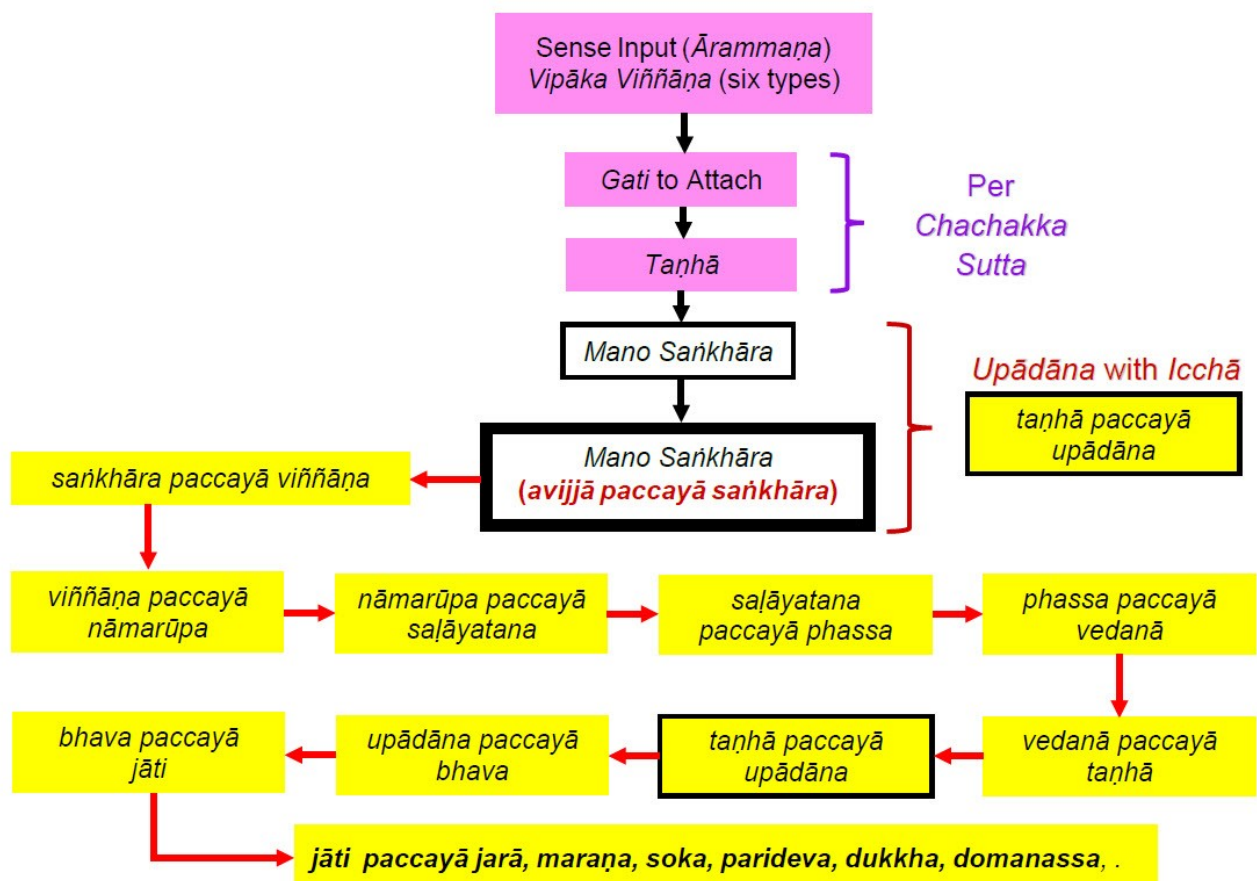 Sense Input (Ārammaṇa)
Vipāka Viññāṇa (six types)
Gati to Attach
Taṇhā
Per
Chachakka
Sutta
Mano Saṅkhāra
Upādāna with Icchā
taṇhā paccayā
upādāna
Mano Saṅkhāra
(avijjā paccayā saṅkhāra)
saṅkhāra paccayā viññāṇa
viññāṇa paccayā
nāmarūpa
nāmarūpa paccayā
saḷāyatana
saḷāyatana
paccayā phassa
phassa paccayā
vedanā
vedanā paccayā
taṇhā
taṇhā paccayā
upādāna
upādāna paccayā
bhava
bhava paccayā
jāti
jāti paccayā jarā, maraṇa, soka, parideva, dukkha, domanassa, .